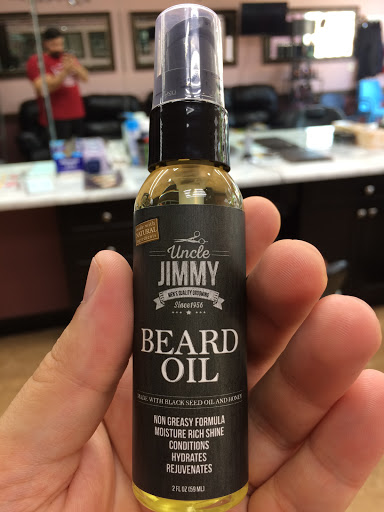 NATURAL
Uncle
JIMMY
MEN'S QUALITY GROOMING
Since1956
BEARD
OIL
MADE WITH BLACK SEED OIL AND HONEY
NON GREASY FORMULA
MOISTURE RICH SHINE
CONDITIONS
HYDRATES
REJUVENATES
2 FL OZ (59 ML)